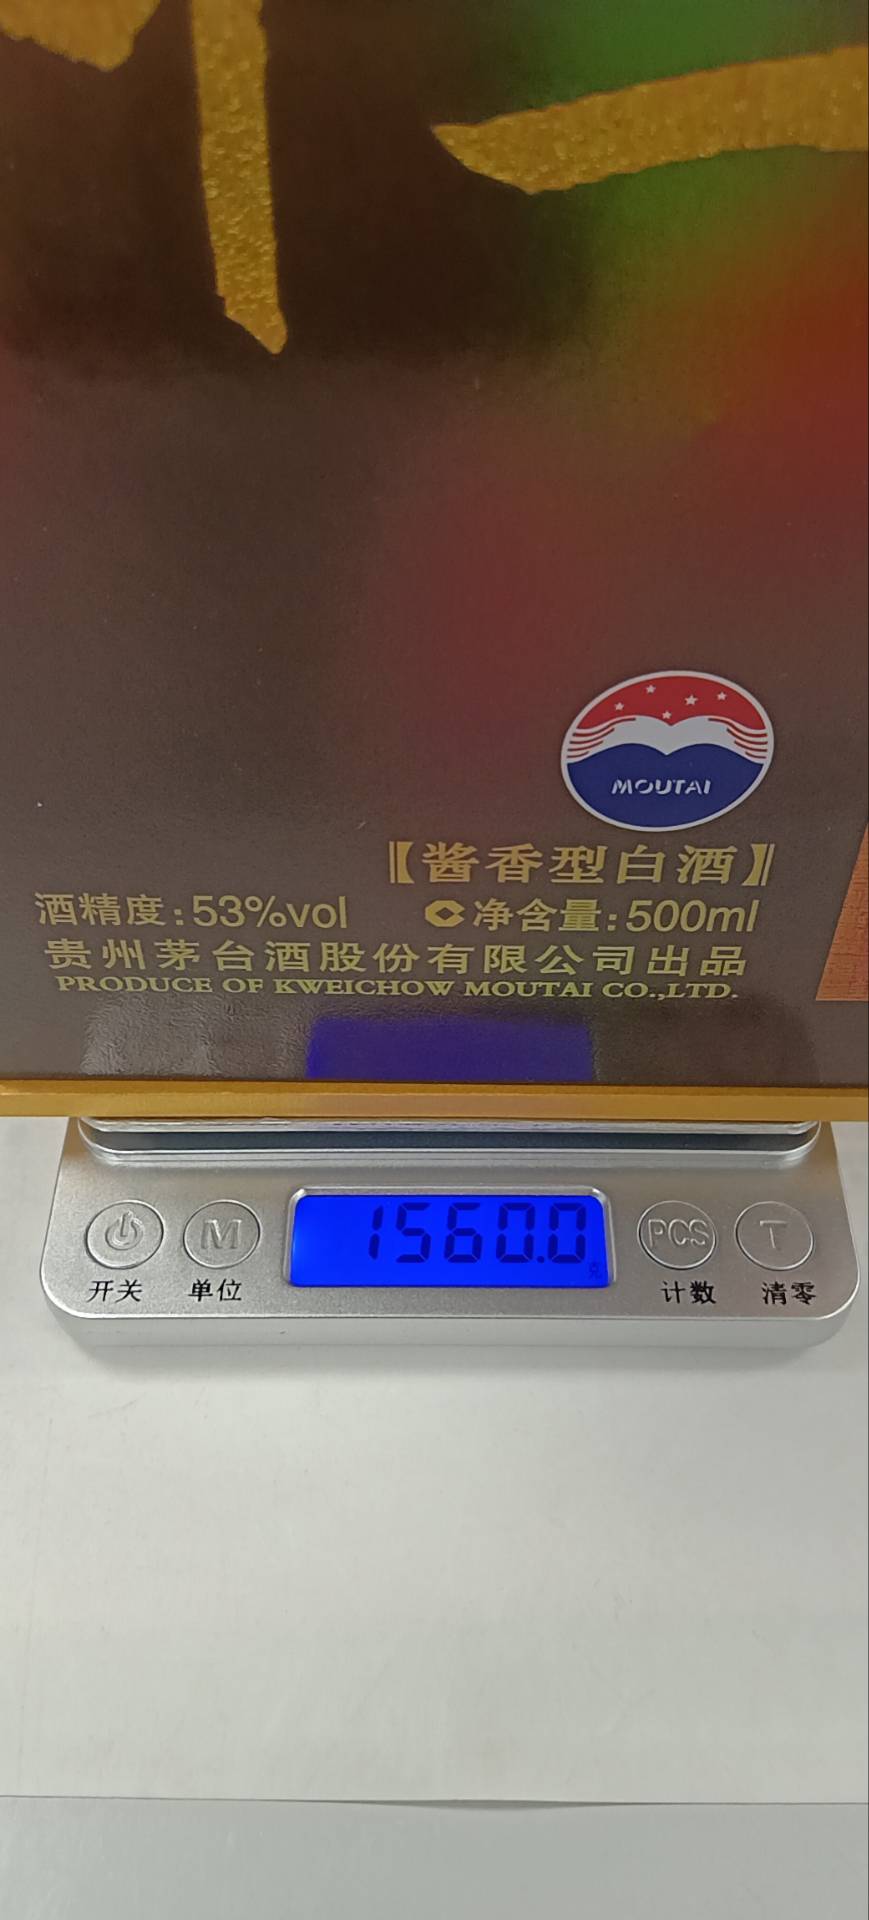 MOUTAI
【酱香型白酒】
酒精度:53%vol 净含量:500ml
贵州茅台酒股份有限公司出品
PRODUCE OF KWEICHOW MOUTAI CO.,LTD.
1560.0
克
M PCS T
开关 单位 计数 清零